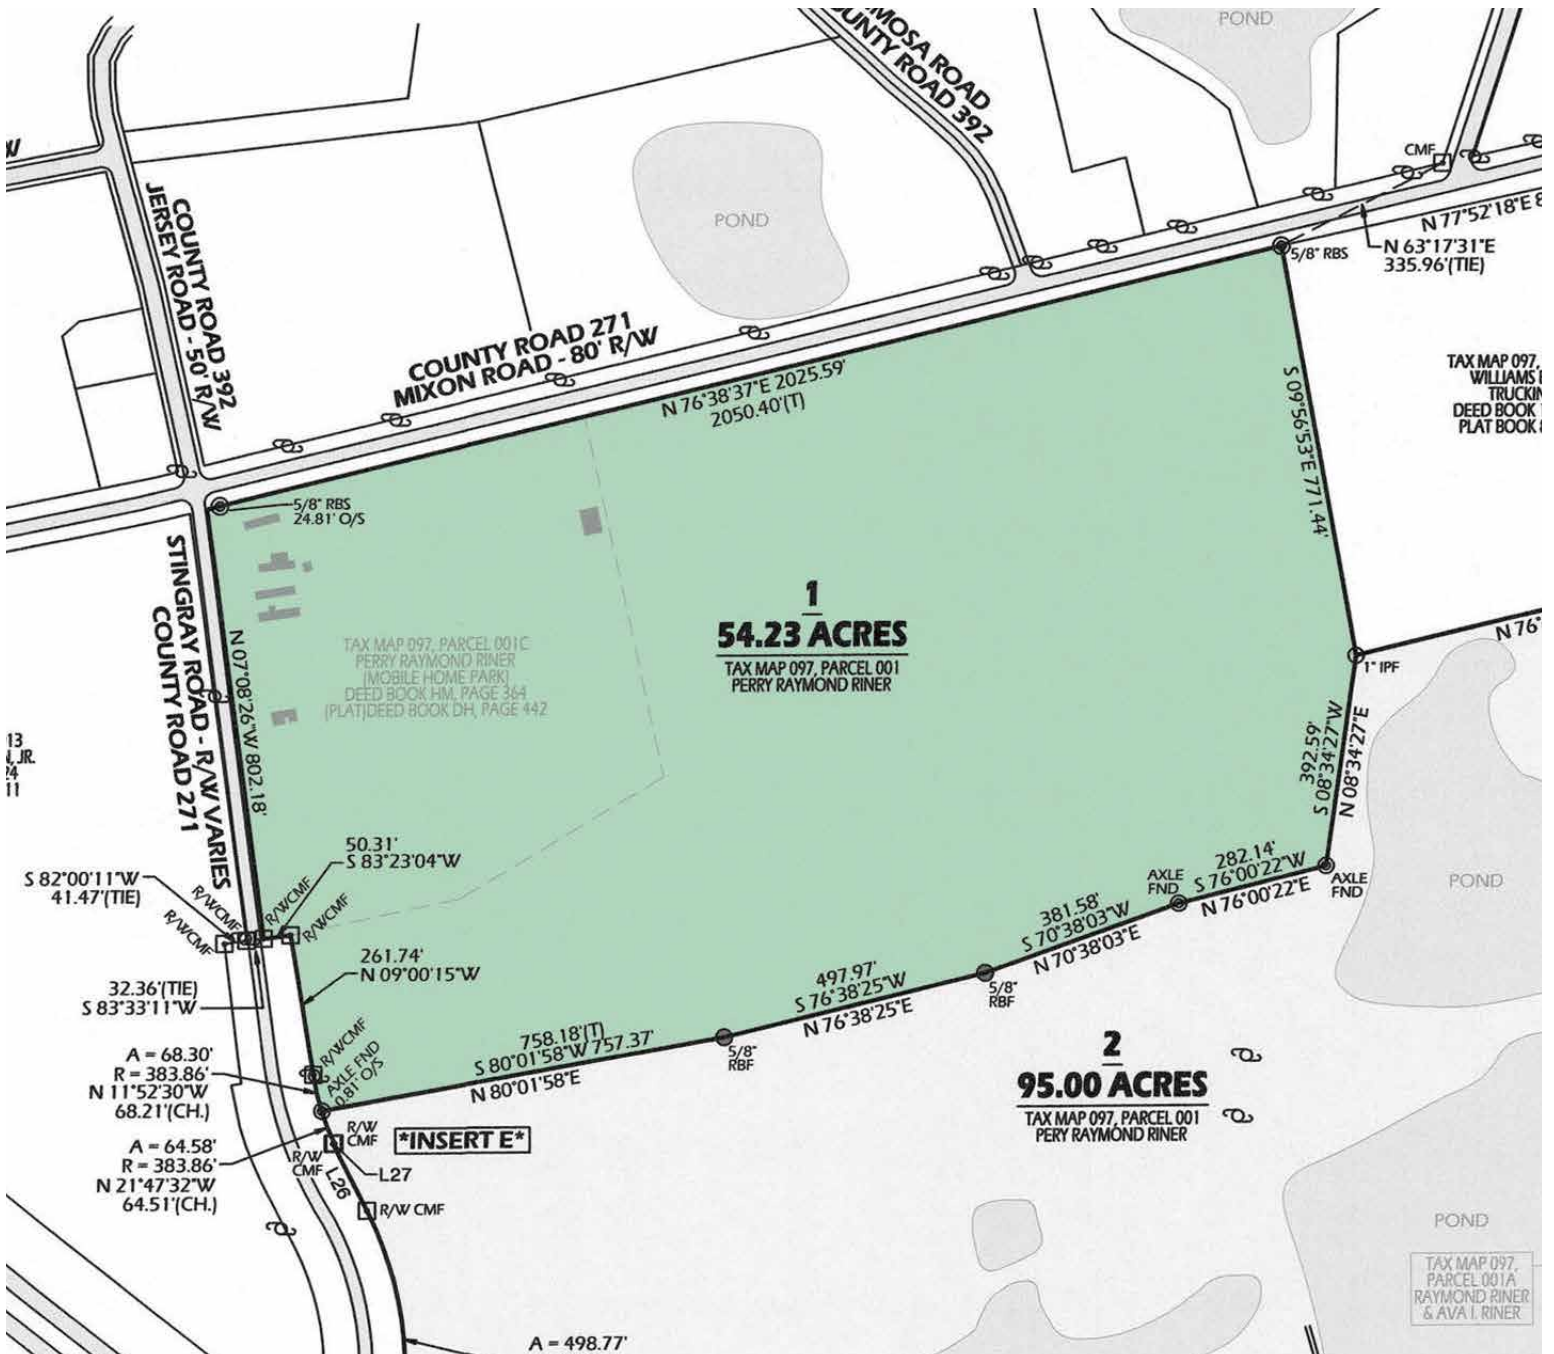 POND
MOSA ROAD
COUNTY ROAD 392
W
CMF
COUNTY ROAD 392
JERSEY ROAD - 50' R/W
POND
N 77°52'18"E 8
N 63°17'31"E
335.96'(TIE)
5/8" RBS
COUNTY ROAD 271
MIXON ROAD - 80' R/W
N 76°38'37"E 2025.59'
2050.40'(T)
TAX MAP 097,
WILLIAMS
TRUCKIN
DEED BOOK
PLAT BOOK
S 09°56'53"E 771.44'
5/8" RBS
24.81' O/S
STINGRAY ROAD - R/W VARIES
COUNTY ROAD 271
N 07°08'26"W 802.18'
1
54.23 ACRES
TAX MAP 097, PARCEL 001
PERRY RAYMOND RINER
TAX MAP 097, PARCEL 001C
PERRY RAYMOND RINER
(MOBILE HOME PARK)
DEED BOOK HM, PAGE 364
(PLAT)DEED BOOK DH, PAGE 442
N 76°
1" IPF
13
N, JR.
24
11
392.59'
S 08°34'27"W
N 08°34'27"E
50.31'
S 83°23'04"W
S 82°00'11"W
41.47'(TIE)
R/WCMF
R/WCMF
R/WCMF
R/WCMF
282.14'
S 76°00'22"W
N 76°00'22"E
AXLE
FND
AXLE
FND
POND
381.58'
S 70°38'03"W
N 70°38'03"E
261.74'
N 09°00'15"W
497.97'
S 76°38'25"W
N 76°38'25"E
5/8"
RBF
32.36'(TIE)
S 83°33'11"W
758.18'(T)
S 80°01'58"W 757.37'
N 80°01'58"E
5/8"
RBF
R/WCMF
AXLE FND
0.81' O/S
A = 68.30'
R = 383.86'
N 11°52'30"W
68.21'(CH.)
2
95.00 ACRES
TAX MAP 097, PARCEL 001
PERY RAYMOND RINER
R/W
CMF
*INSERT E*
A = 64.58'
R = 383.86'
N 21°47'32"W
64.51'(CH.)
R/W
CMF
L27
L26
R/W CMF
POND
TAX MAP 097,
PARCEL 001A
RAYMOND RINER
& AVA I. RINER
A = 498.77'